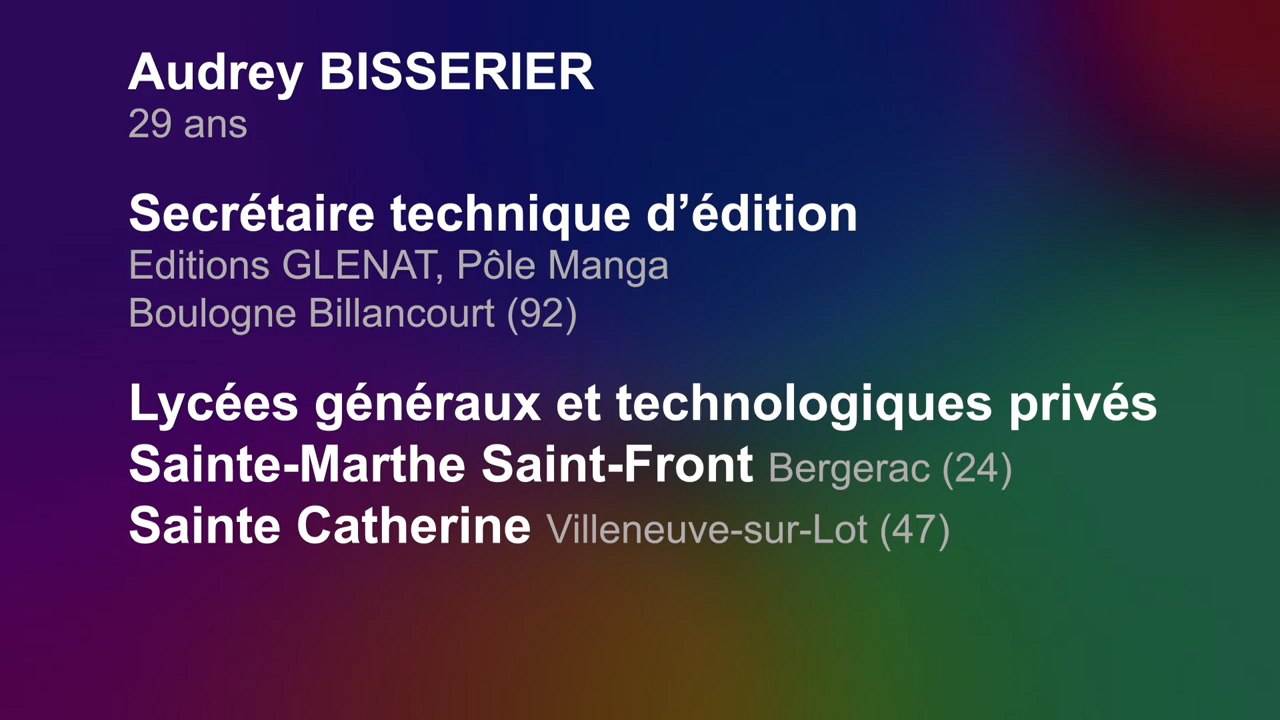 Audrey BISSERIER
29 ans
Secrétaire technique d’édition
Editions GLENAT, Pôle Manga
Boulogne Billancourt (92)
Lycées généraux et technologiques privés
Sainte-Marthe Saint-Front Bergerac (24)
Sainte Catherine Villeneuve-sur-Lot (47)